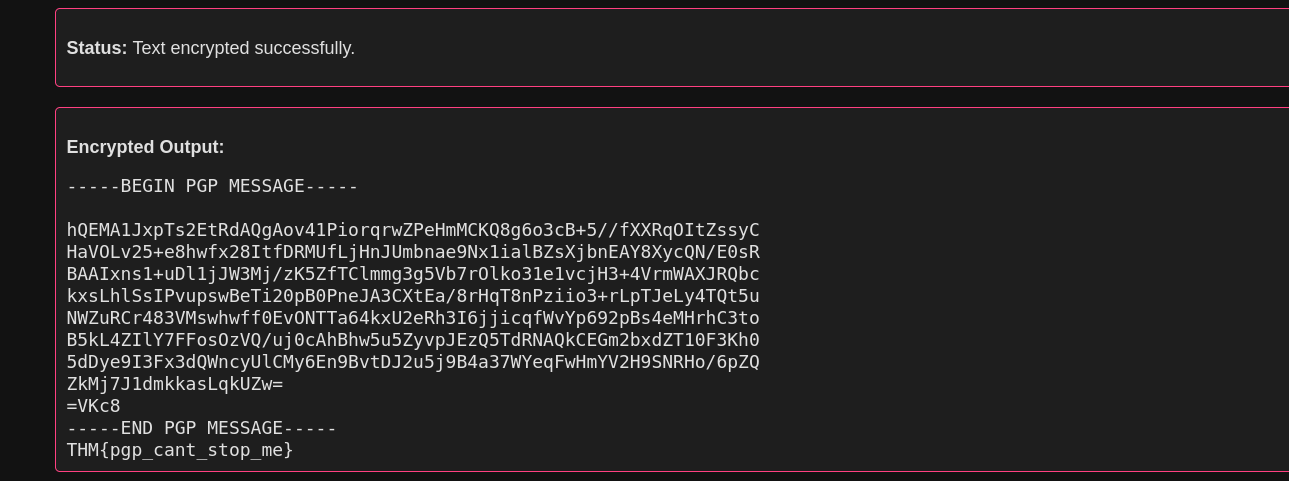 Status: Text encrypted successfully.
Encrypted Output:
-----BEGIN PGP MESSAGE-----
hQEMA1JxpTs2EtRdAQgAov41PiorqrwZPeHmMCKQ8g6o3cB+5//fXXRqOItZssyC
HaVOLv25+e8hwfx28ItfDRMUfLjHnJUmbnae9Nx1ialBZsXjbnEAY8XycQN/E0sR
BAAIxns1+uDl1jJW3Mj/zK5ZfTClmmg3g5Vb7rOlko31e1vcjH3+4VrmWAXJRQbc
kxsLhlSsIPvupswBeTi20pB0PneJA3CXtEa/8rHqT8nPziio3+rLpTJeLy4TQt5u
NWZuRCr483VMswhwff0EvONTTa64kxU2eRh3I6jjicqfWvYp692pBs4eMHrhC3to
B5kL4ZIlY7FFosOzVQ/uj0cAhBhw5u5ZyvpJEzQ5TdRNAQkCEGm2bxdZT10F3Kh0
5dDye9I3Fx3dQWncyUlCMy6En9BvtDJ2u5j9B4a37WYeqFwHmYV2H9SNRHo/6pZQ
ZkMj7J1dmkkasLqkUZw=
=VKc8
-----END PGP MESSAGE-----
THM{pgp_cant_stop_me}